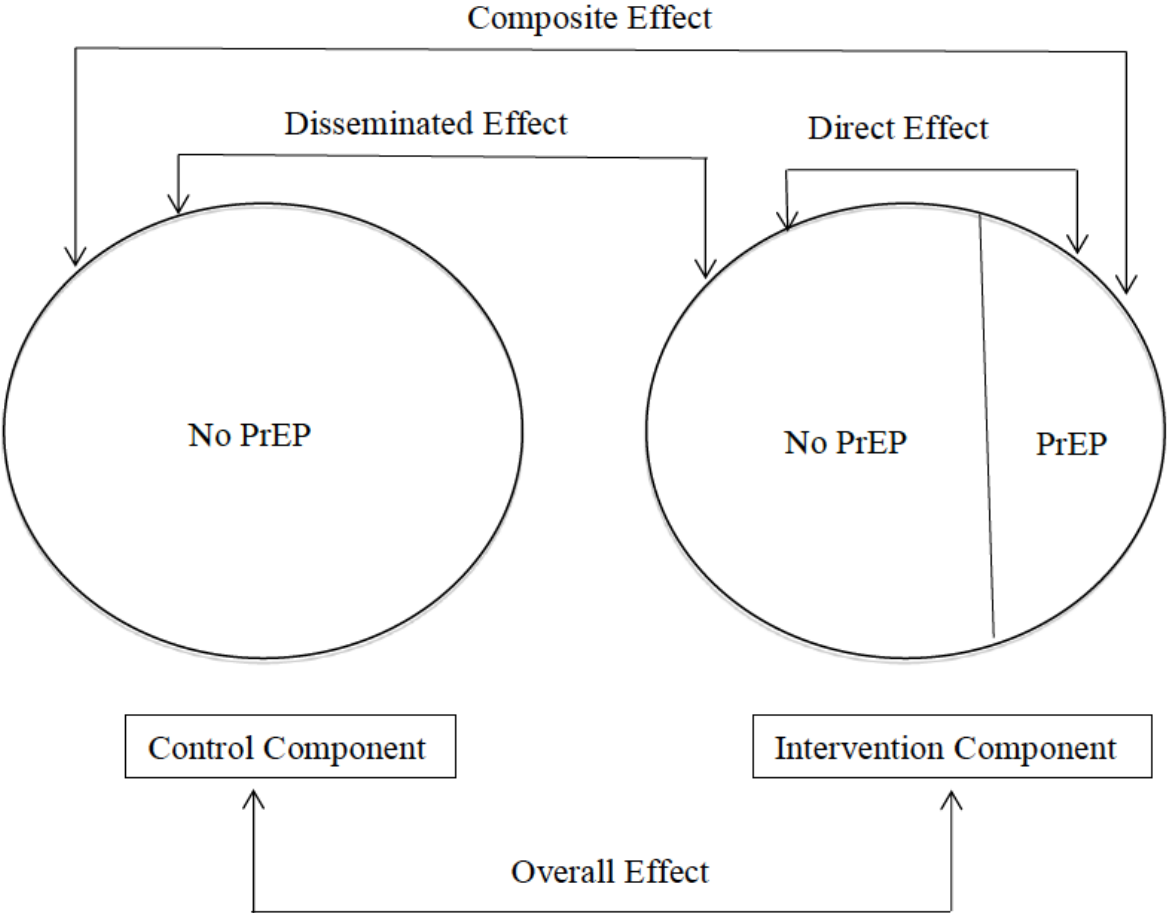 Composite Effect
Disseminated Effect
Direct Effect
No PrEP
No PrEP
PrEP
Control Component
Intervention Component
Overall Effect